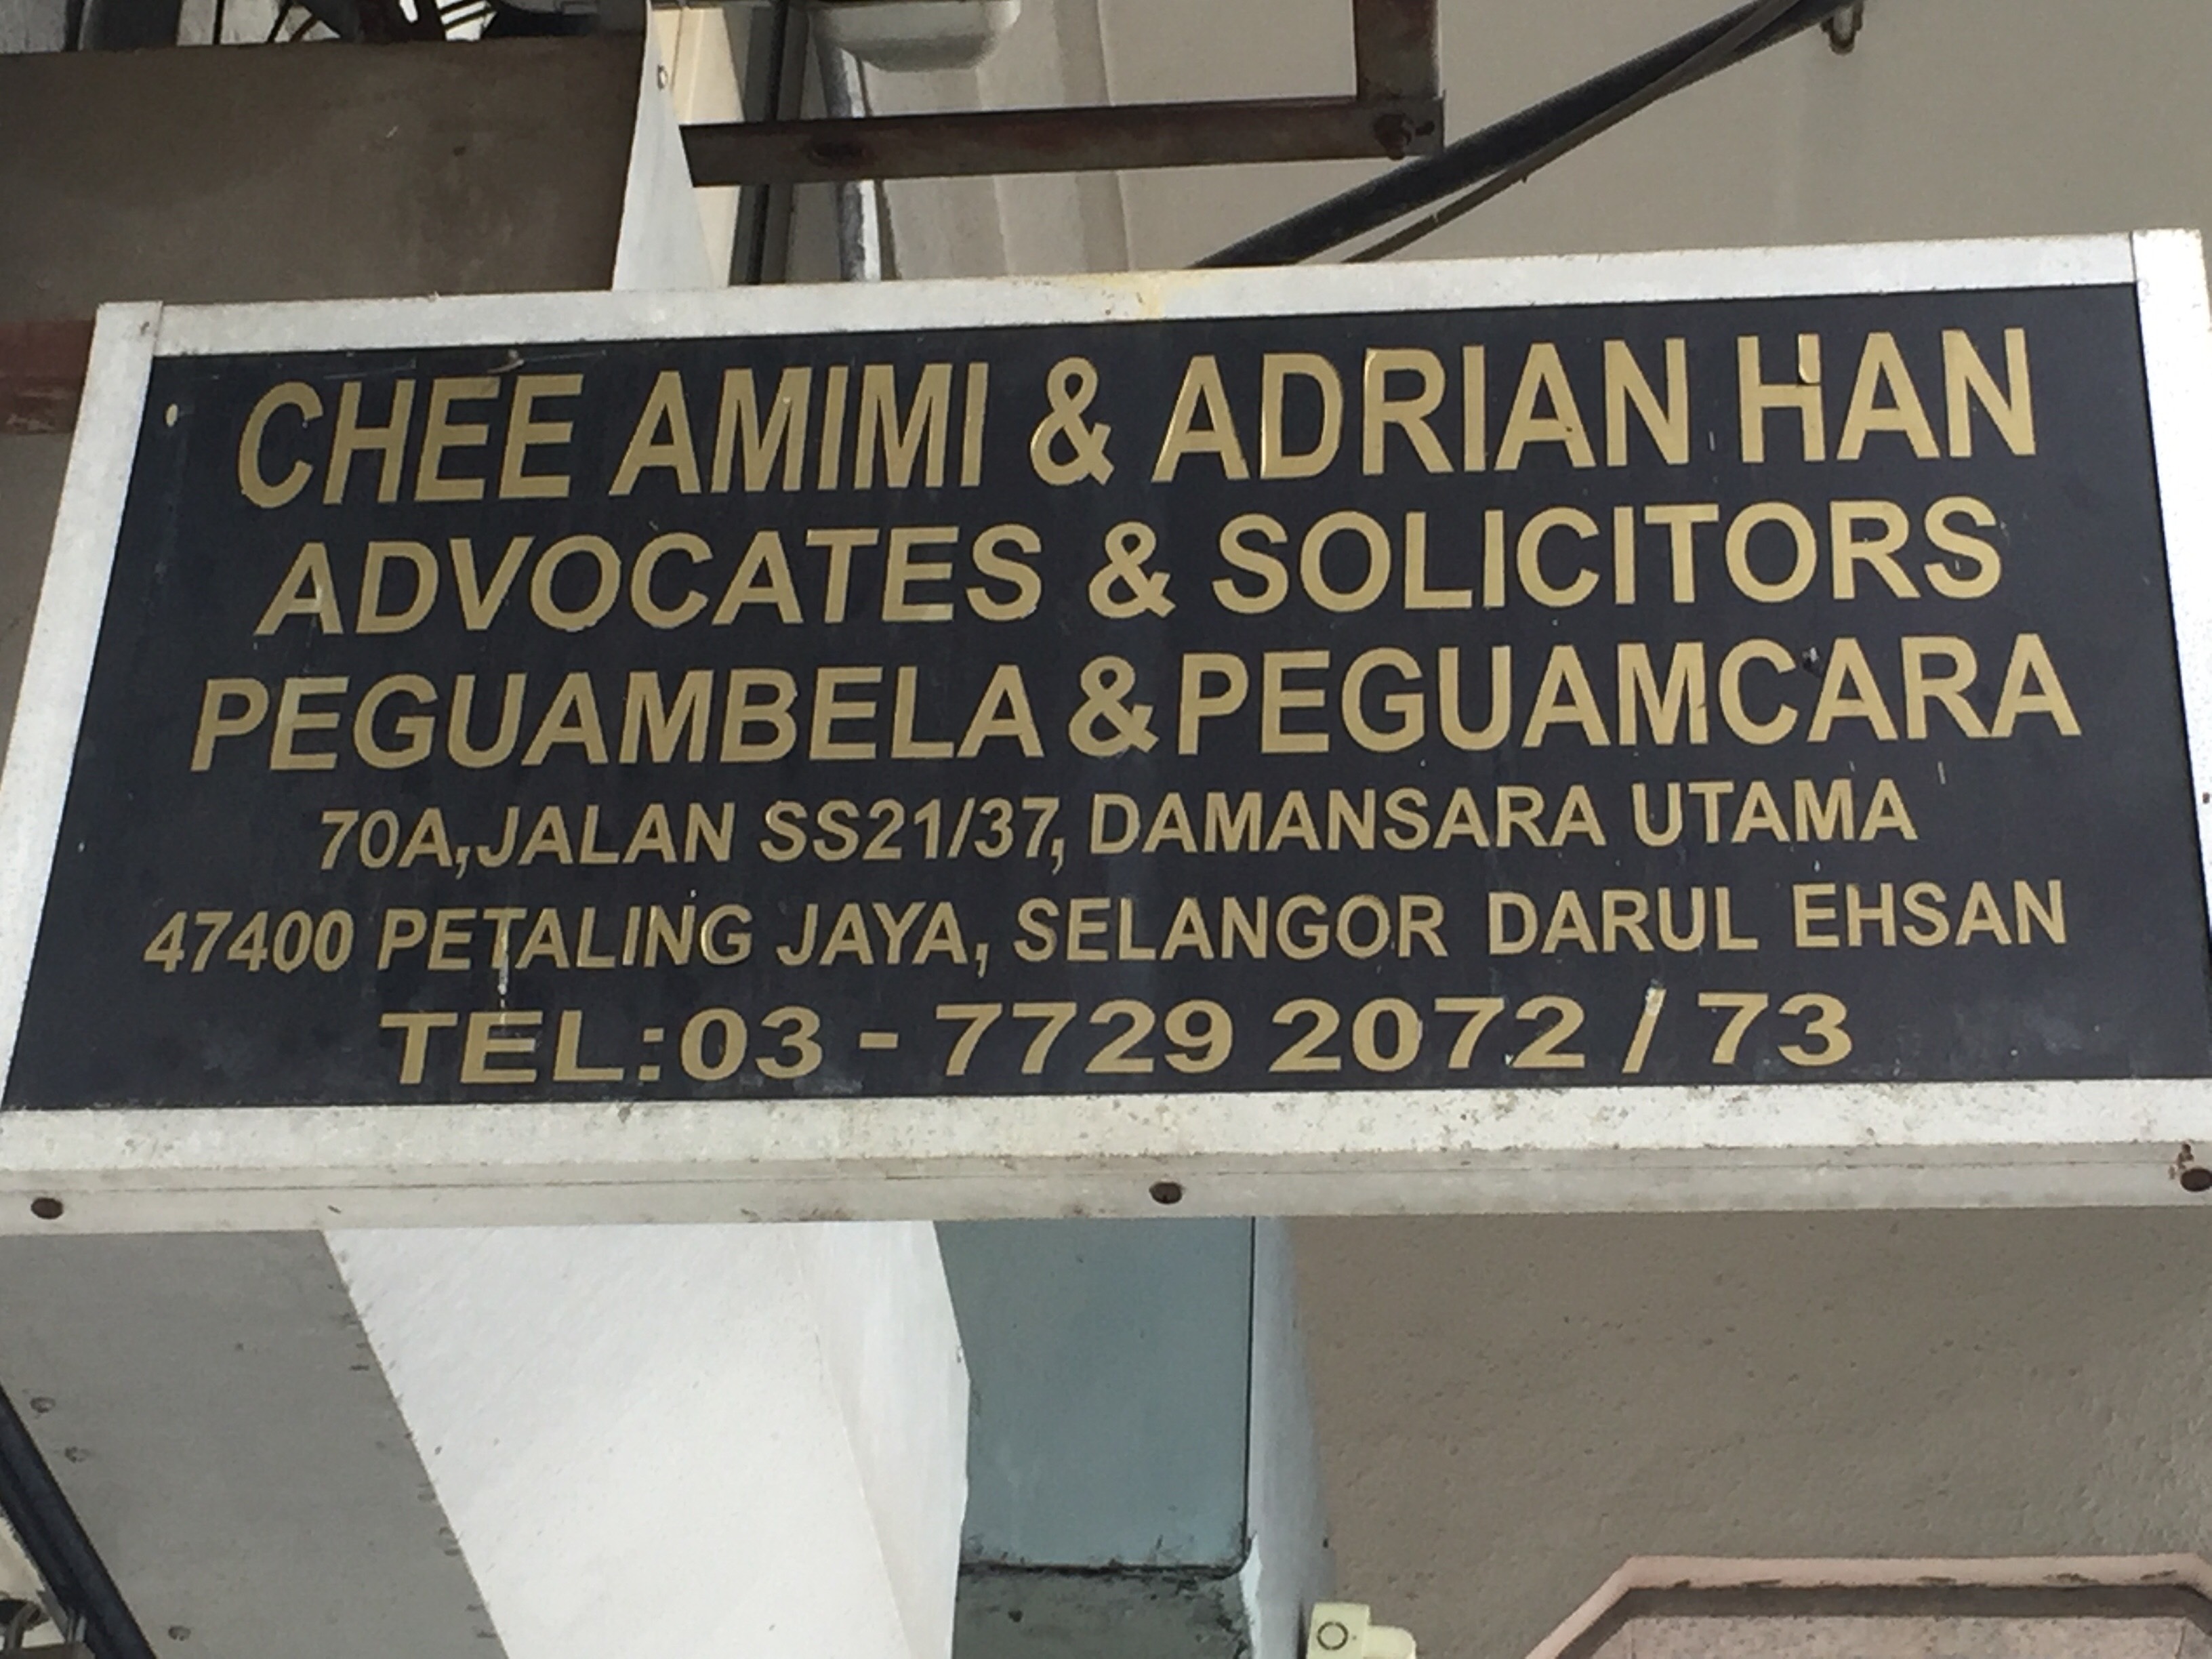 CHEE AMIMI & ADRIAN HAN
ADVOCATES & SOLICITORS
PEGUAMBELA & PEGUAMCARA
70A, JALAN SS21/37, DAMANSARA UTAMA
47400 PETALING JAYA, SELANGOR DARUL EHSAN
TEL:03 - 7729 2072 / 73